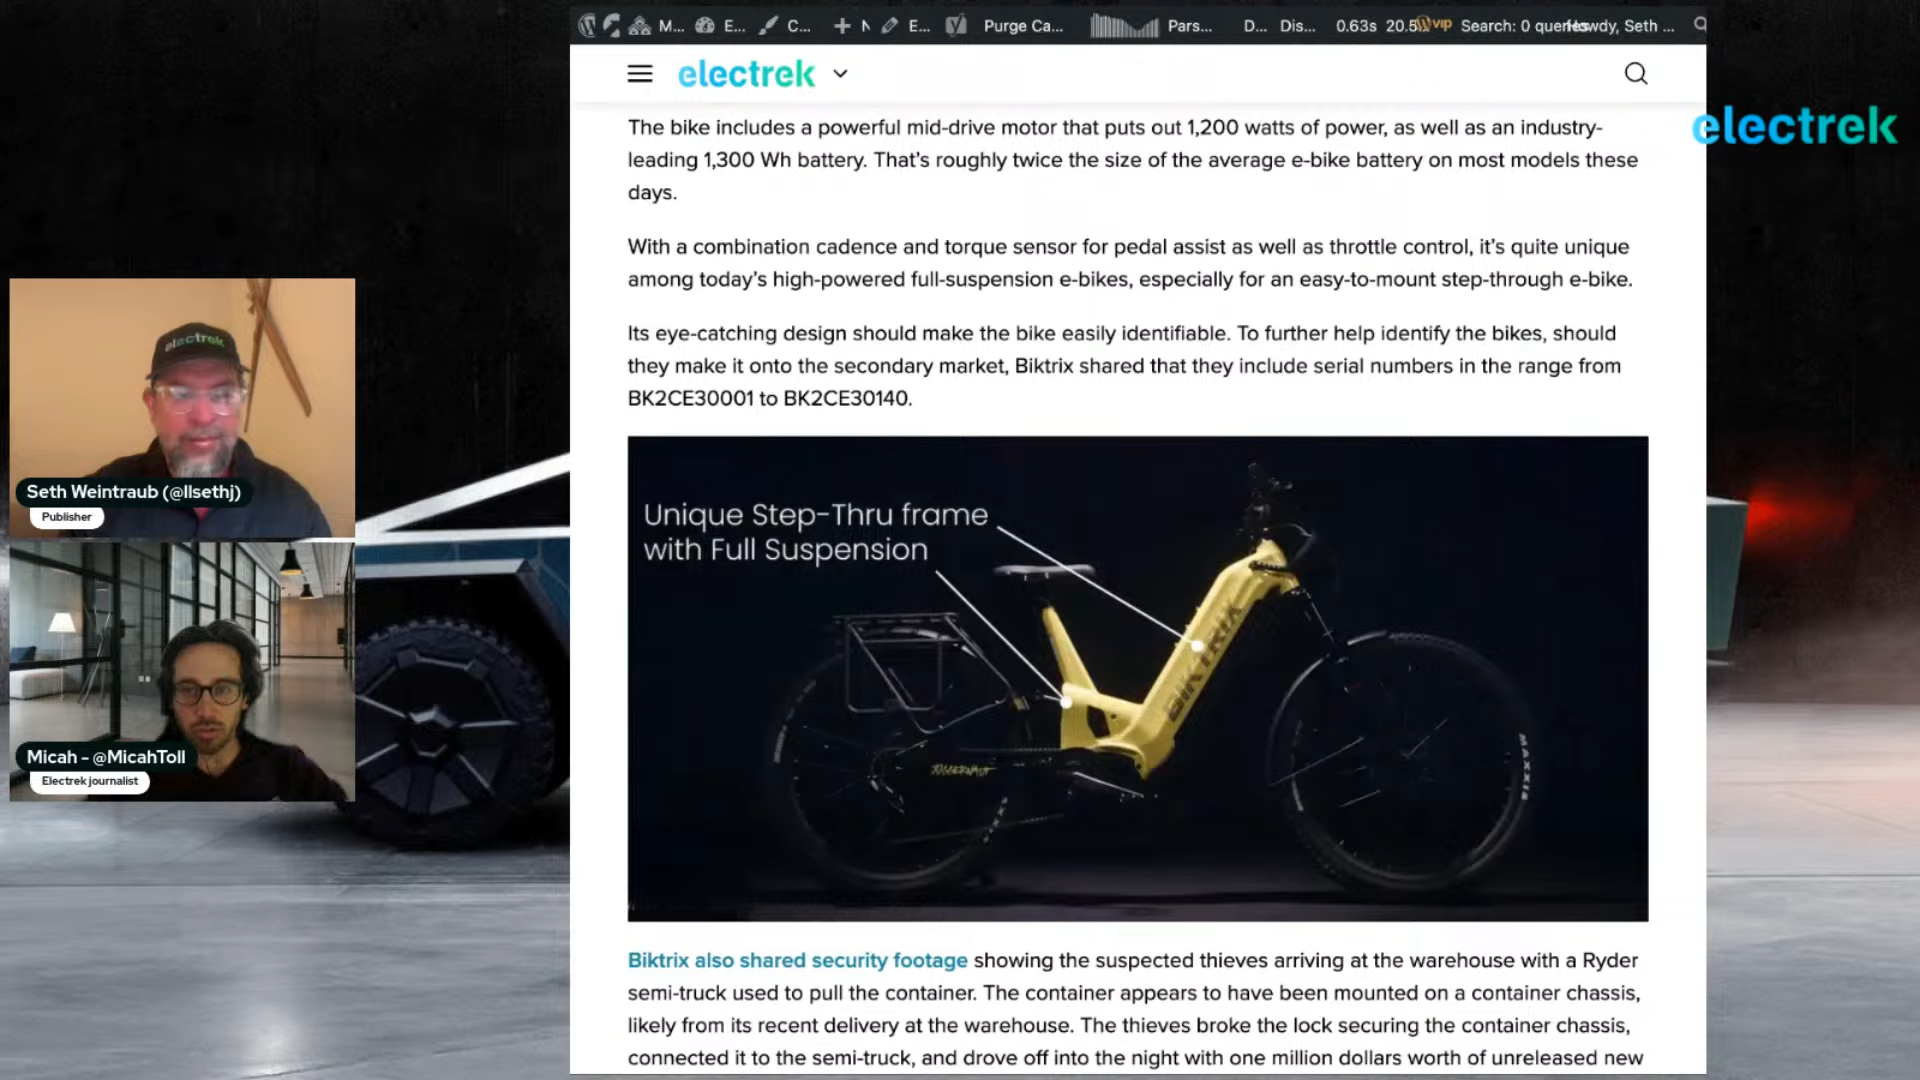 M...
E...
C...
N
E...
Purge Ca...
Pars...
D...
Dis...
0.63s
20.5
vip
Search: 0 queries
Howdy, Seth ...
electrek
electrek
The bike includes a powerful mid-drive motor that puts out 1,200 watts of power, as well as an industry-
leading 1,300 Wh battery. That's roughly twice the size of the average e-bike battery on most models these
days.
With a combination cadence and torque sensor for pedal assist as well as throttle control, it's quite unique
among today's high-powered full-suspension e-bikes, especially for an easy-to-mount step-through e-bike.
Its eye-catching design should make the bike easily identifiable. To further help identify the bikes, should
they make it onto the secondary market, Biktrix shared that they include serial numbers in the range from
BK2CE30001 to BK2CE30140.
Unique Step-Thru frame
with Full Suspension
BIKTRIX
JUGGERNAUT
MAXXIS
Biktrix also shared security footage showing the suspected thieves arriving at the warehouse with a Ryder
semi-truck used to pull the container. The container appears to have been mounted on a container chassis,
likely from its recent delivery at the warehouse. The thieves broke the lock securing the container chassis,
connected it to the semi-truck, and drove off into the night with one million dollars worth of unreleased new
electrek
Seth Weintraub (@llsethj)
Publisher
Micah - @MicahToll
Electrek journalist